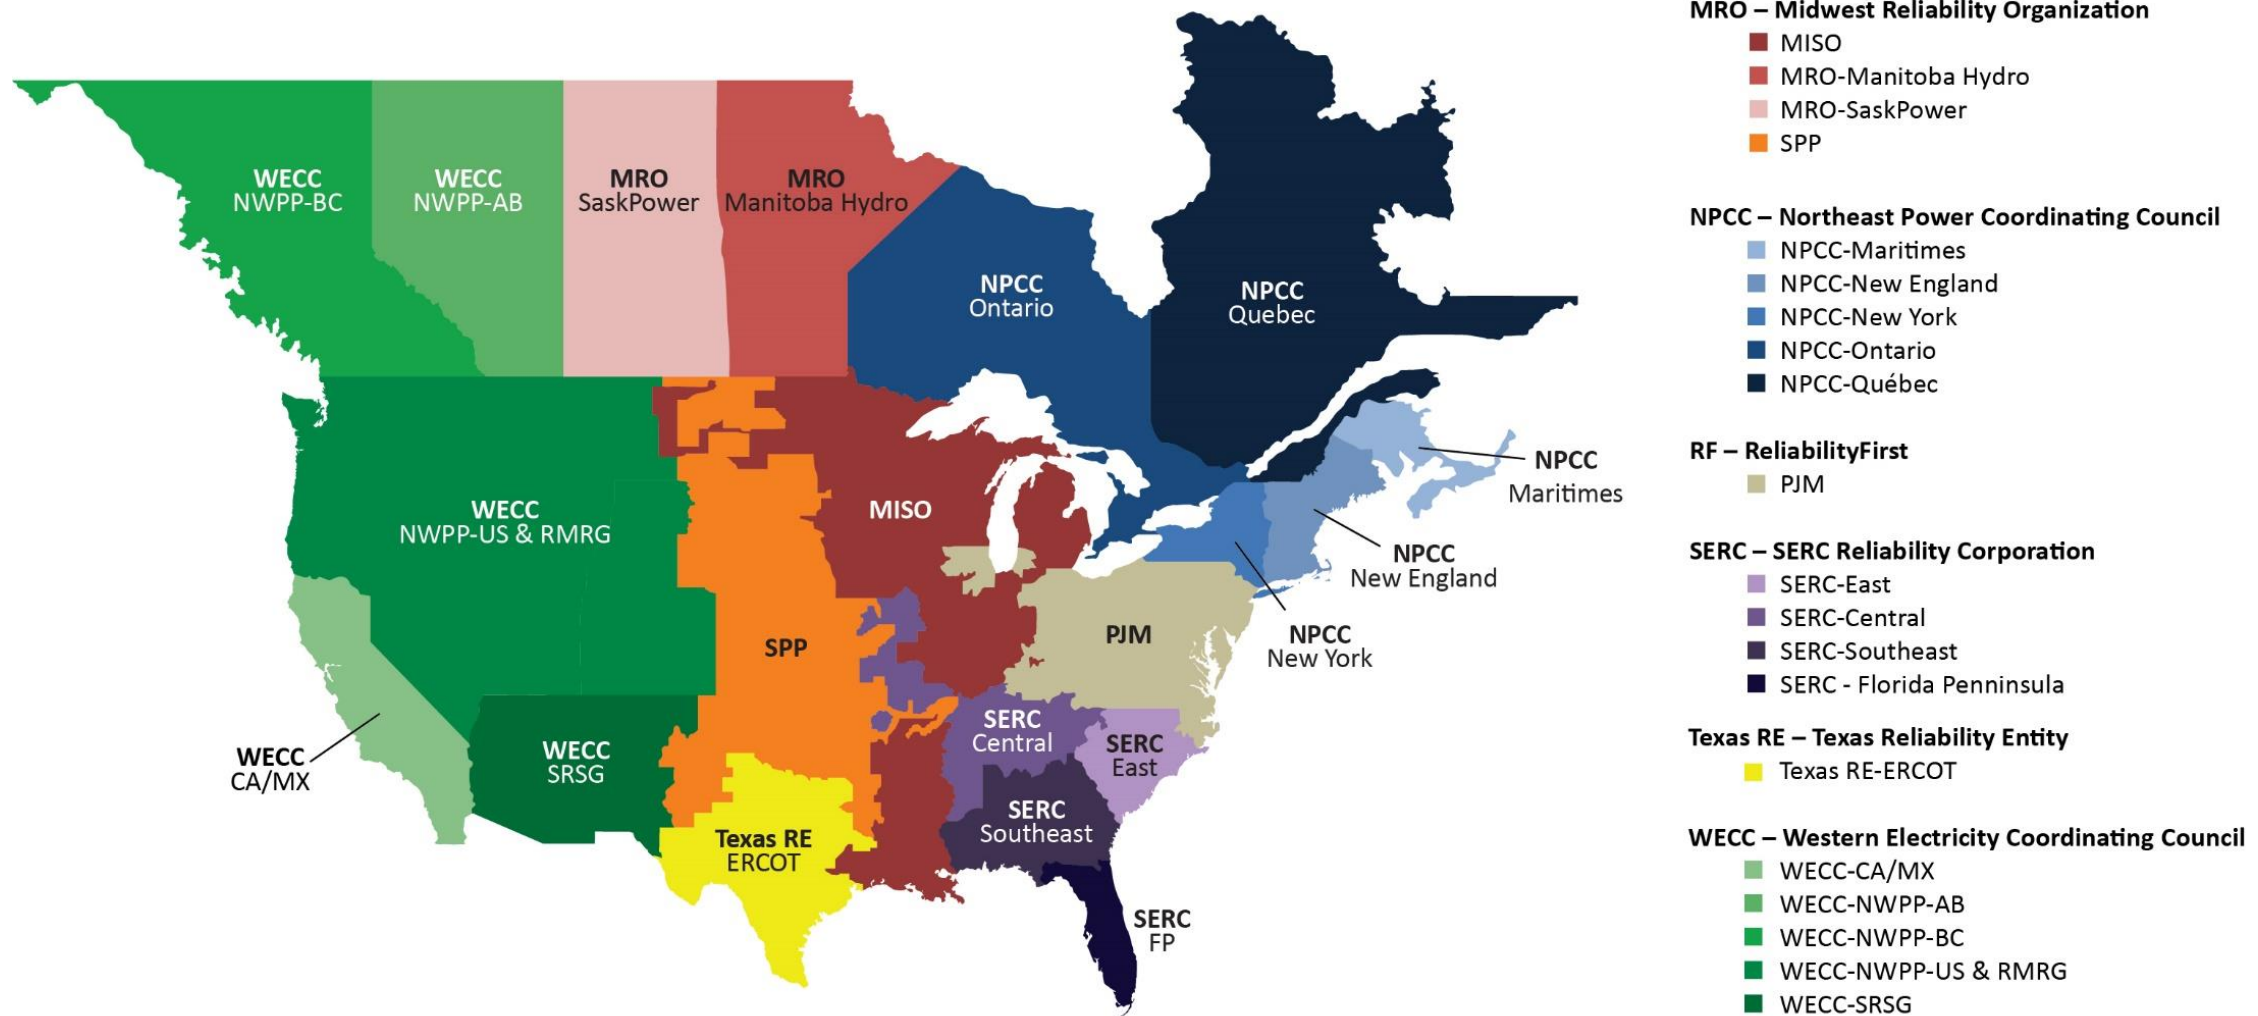 WECC
NWPP-BC
WECC
NWPP-AB
MRO
SaskPower
MRO
Manitoba Hydro
NPCC
Ontario
NPCC
Quebec
NPCC
Maritimes
WECC
NWPP-US & RMRG
MISO
NPCC
New England
NPCC
New York
SPP
PJM
WECC
CA/MX
WECC
SRSG
SERC
Central
SERC
East
SERC
Southeast
Texas RE
ERCOT
SERC
FP
MRO – Midwest Reliability Organization
MISO
MRO-Manitoba Hydro
MRO-SaskPower
SPP
NPCC – Northeast Power Coordinating Council
NPCC-Maritimes
NPCC-New England
NPCC-New York
NPCC-Ontario
NPCC-Québec
RF – ReliabilityFirst
PJM
SERC – SERC Reliability Corporation
SERC-East
SERC-Central
SERC-Southeast
SERC - Florida Penninsula
Texas RE – Texas Reliability Entity
Texas RE-ERCOT
WECC – Western Electricity Coordinating Council
WECC-CA/MX
WECC-NWPP-AB
WECC-NWPP-BC
WECC-NWPP-US & RMRG
WECC-SRSG